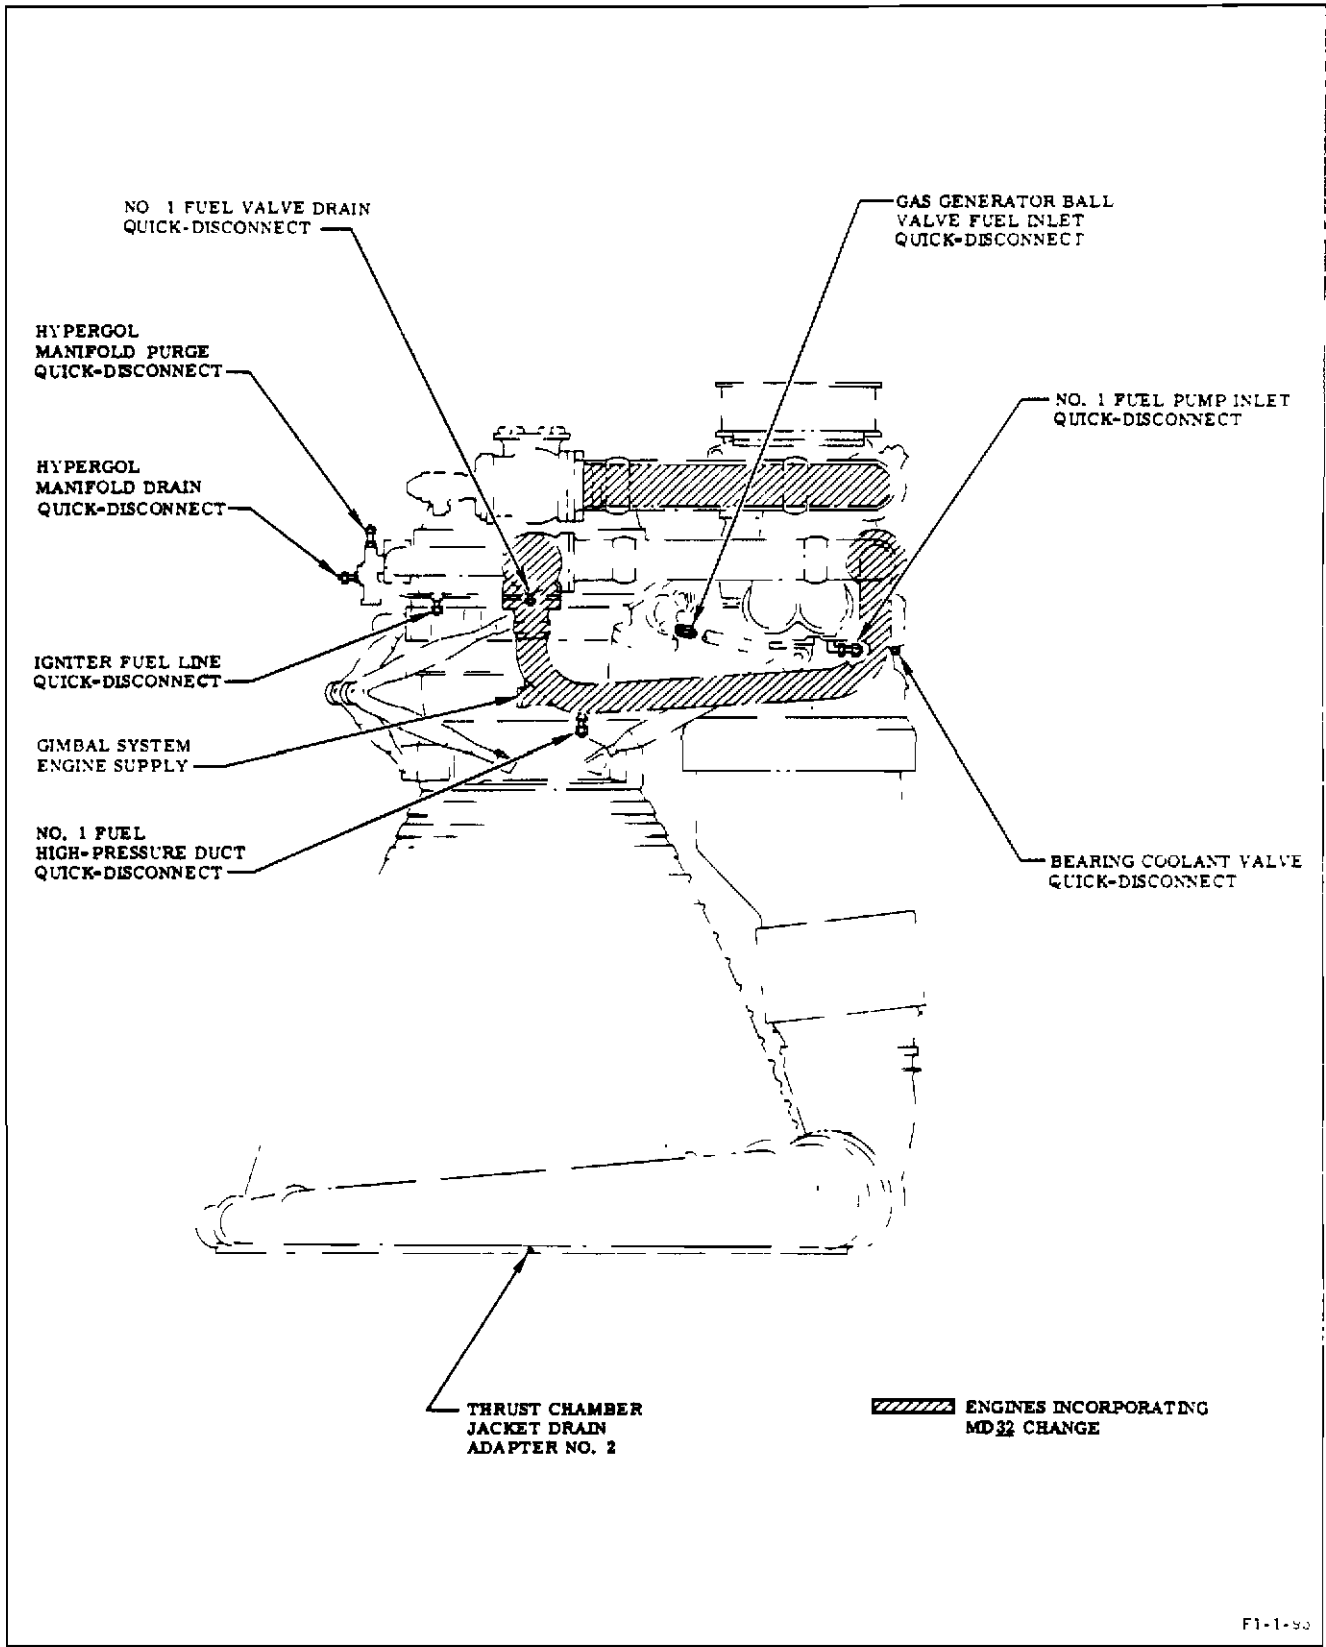 NO 1 FUEL VALVE DRAIN
QUICK-DISCONNECT
GAS GENERATOR BALL
VALVE FUEL INLET
QUICK-DISCONNECT
HYPERGOL
MANIFOLD PURGE
QUICK-DISCONNECT
NO. 1 FUEL PUMP INLET
QUICK-DISCONNECT
HYPERGOL
MANIFOLD DRAIN
QUICK-DISCONNECT
IGNITER FUEL LINE
QUICK-DISCONNECT
GIMBAL SYSTEM
ENGINE SUPPLY
NO. 1 FUEL
HIGH-PRESSURE DUCT
QUICK-DISCONNECT
BEARING COOLANT VALVE
QUICK-DISCONNECT
THRUST CHAMBER
JACKET DRAIN
ADAPTER NO. 2
ENGINES INCORPORATING
MD32 CHANGE